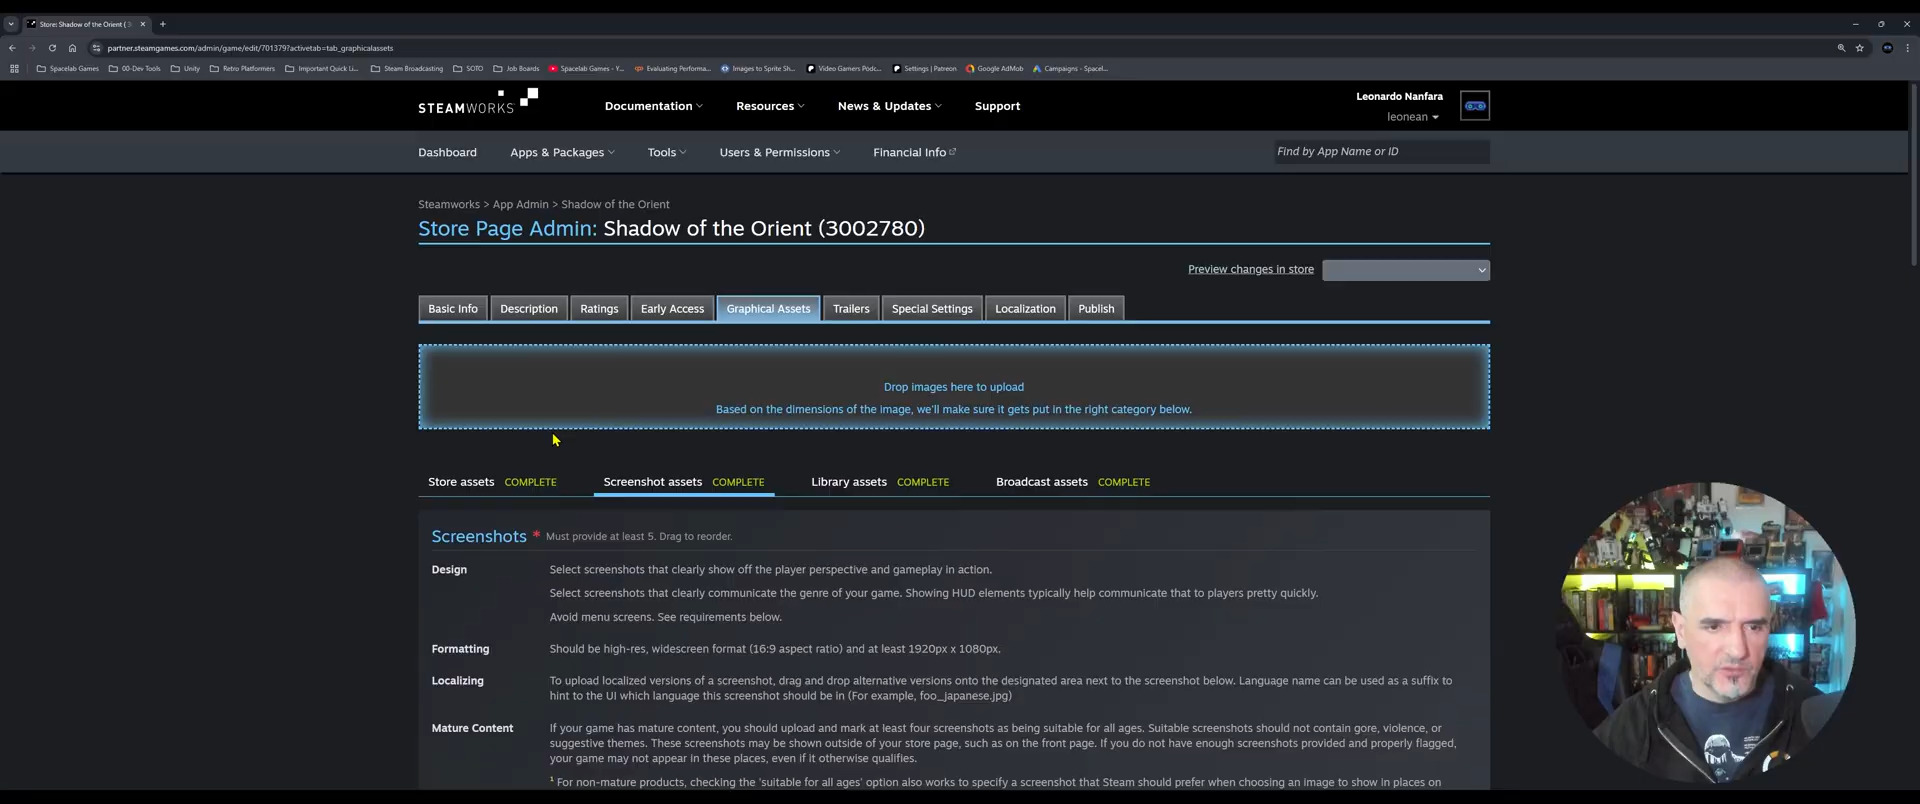 Store: Shadow of the Orient (
partner.steamgames.com/admin/game/edit/701379?activetab=tab_graphicalassets
Spacelab Games
00-Dev Tools
Unity
Retro Platformers
Important Quick Li...
Steam Broadcasting
SOTO
Job Boards
Spacelab Games - Y...
Evaluating Performa...
Images to Sprite Sh...
Video Gamers Podc...
Settings | Patreon
Google AdMob
Campaigns - Spacel...
STEAMWORKS
Documentation
Resources
News & Updates
Support
Leonardo Nanfara
leonean
Dashboard
Apps & Packages
Tools
Users & Permissions
Financial Info
Find by App Name or ID
Steamworks > App Admin > Shadow of the Orient
Store Page Admin: Shadow of the Orient (3002780)
Preview changes in store
Basic Info
Description
Ratings
Early Access
Graphical Assets
Trailers
Special Settings
Localization
Publish
Drop images here to upload
Based on the dimensions of the image, we'll make sure it gets put in the right category below.
Store assets COMPLETE
Screenshot assets COMPLETE
Library assets COMPLETE
Broadcast assets COMPLETE
Screenshots * Must provide at least 5. Drag to reorder.
Design
Select screenshots that clearly show off the player perspective and gameplay in action.
Select screenshots that clearly communicate the genre of your game. Showing HUD elements typically help communicate that to players pretty quickly.
Avoid menu screens. See requirements below.
Formatting
Should be high-res, widescreen format (16:9 aspect ratio) and at least 1920px x 1080px.
Localizing
To upload localized versions of a screenshot, drag and drop alternative versions onto the designated area next to the screenshot below. Language name can be used as a suffix to
hint to the UI which language this screenshot should be in (For example, foo_japanese.jpg)
Mature Content
If your game has mature content, you should upload and mark at least four screenshots as being suitable for all ages. Suitable screenshots should not contain gore, violence, or
suggestive themes. These screenshots may be shown outside of your store page, such as on the front page. If you do not have enough screenshots provided and properly flagged,
your game may not appear in these places, even if it otherwise qualifies.
1 For non-mature products, checking the 'suitable for all ages' option also works to specify a screenshot that Steam should prefer when choosing an image to show in places on